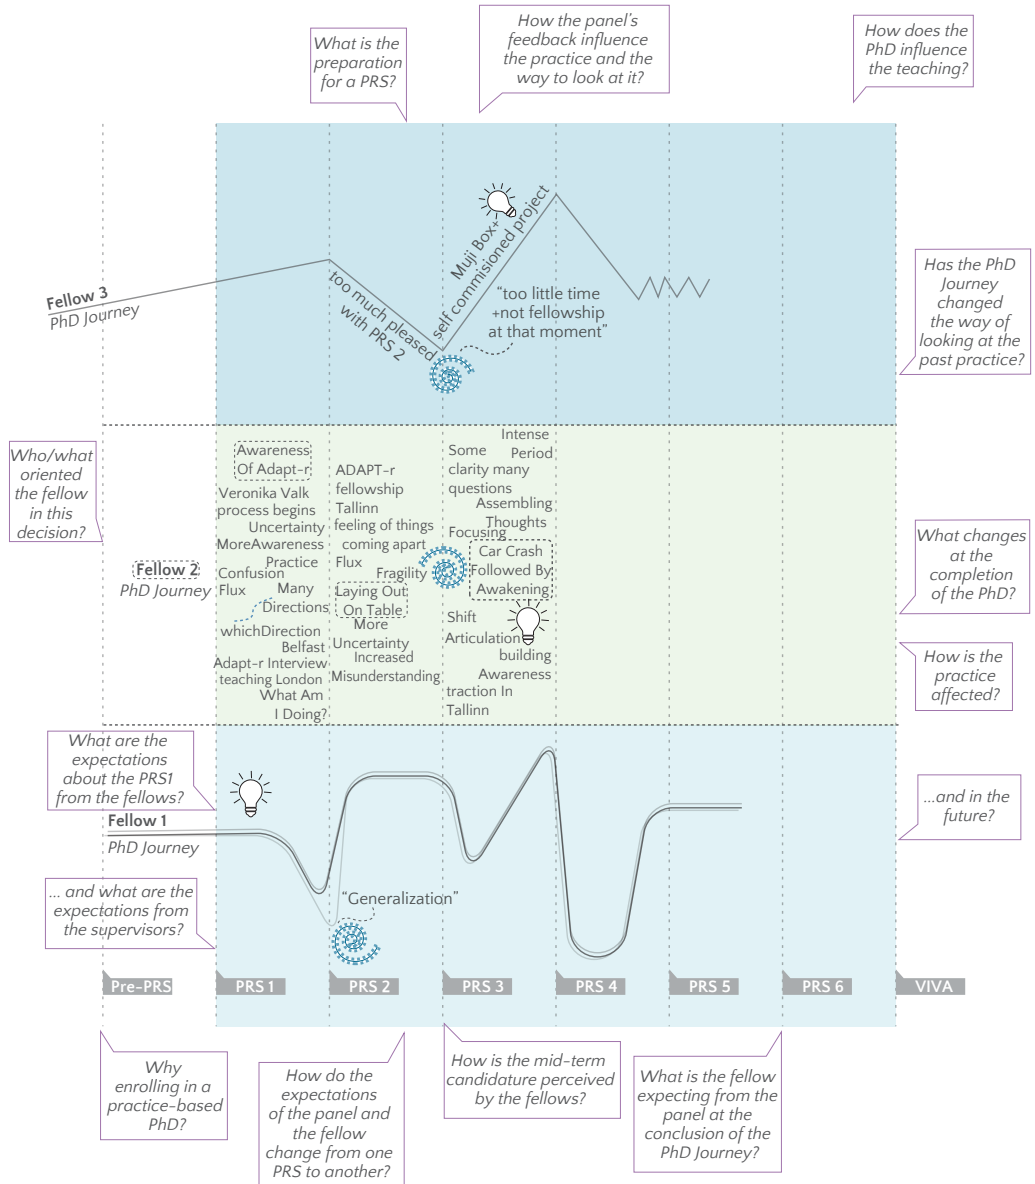 What is the
preparation
for a PRS?
How the panel's
feedback influence
the practice and the
way to look at it?
How does the
PhD influence
the teaching?
Fellow 3
PhD Journey
too much pleased
with PRS 2
Muji Box+
self commisioned project
"too little time
+not fellowship
at that moment"
Has the PhD
Journey
changed
the way of
looking at the
past practice?
Who/what
oriented
the fellow
in this
decision?
Fellow 2
PhD Journey
Awareness
Of Adapt-r
Veronika Valk
process begins
Uncertainty
MoreAwareness
Practice
Confusion
Flux
Many
Directions
whichDirection
Belfast
Adapt-r Interview
teaching London
What Am
I Doing?
ADAPT-r
fellowship
Tallinn
feeling of things
coming apart
Flux
Fragility
Laying Out
On Table
More
Uncertainty
Increased
Misunderstanding
Intense
Period
Some
clarity many
questions
Assembling
Thoughts
Focusing
Car Crash
Followed By
Awakening
Shift
Articulation
building
Awareness
traction In
Tallinn
What changes
at the
completion
of the PhD?
How is the
practice
affected?
What are the
expectations
about the PRS1
from the fellows?
Fellow 1
PhD Journey
... and what are the
expectations from
the supervisors?
"Generalization"
...and in the
future?
Pre-PRS
PRS 1
PRS 2
PRS 3
PRS 4
PRS 5
PRS 6
VIVA
Why
enrolling in a
practice-based
PhD?
How do the
expectations
of the panel and
the fellow
change from one
PRS to another?
How is the mid-term
candidature perceived
by the fellows?
What is the fellow
expecting from the
panel at the
conclusion of the
PhD Journey?